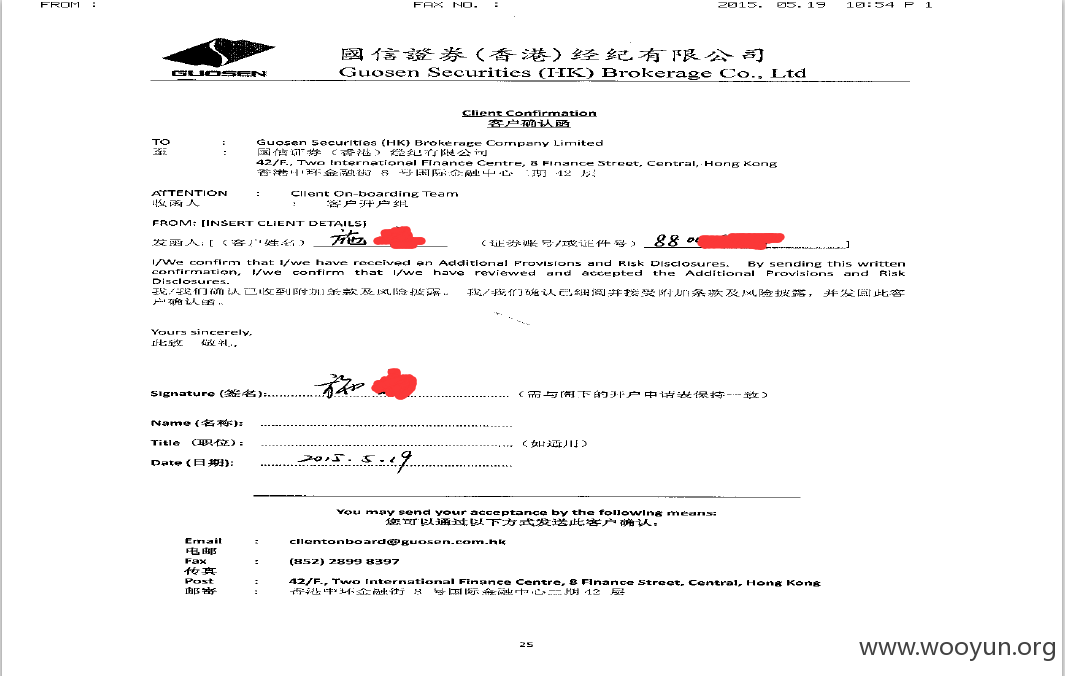 FROM : FAX NO. : 2015. 05. 19 10:54 P 1
GUOSEN
國信證券(香港)经纪有限公司
Guosen Securities (HK) Brokerage Co., Ltd
Client Confirmation
客户确认函
TO : Guosen Securities (HK) Brokerage Company Limited
至 : 国信证券(香港)经纪有限公司
42/F., Two International Finance Centre, 8 Finance Street, Central, Hong Kong
香港中环金融街 8 号国际金融中心二期 42 层
ATTENTION : Client On-boarding Team
收函人 : 客户开户组
FROM: [INSERT CLIENT DETAILS]
发函人:[(客户姓名) 施 (证券账号/或证件号) 88 ]
I/We confirm that I/we have received an Additional Provisions and Risk Disclosures. By sending this written
confirmation, I/we confirm that I/we have reviewed and accepted the Additional Provisions and Risk
Disclosures.
我/我们确认已收到附加条款及风险披露。 我/我们确认已细阅并接受附加条款及风险披露,并发回此客
户确认函。
Yours sincerely,
此致 敬礼,
Signature (签名):.......... 施 .......... (需与阁下的开户申请表保持一致)
Name (名称):
Title (职位): (如适用)
Date (日期): 2015.5.19
You may send your acceptance by the following means:
您可以通过以下方式发送此客户确认:
Email : clientonboard@guosen.com.hk
电邮
Fax : (852) 2899 8397
传真
Post : 42/F., Two International Finance Centre, 8 Finance Street, Central, Hong Kong
邮寄 : 香港中环金融街 8 号国际金融中心二期 42 层
25
www.wooyun.org